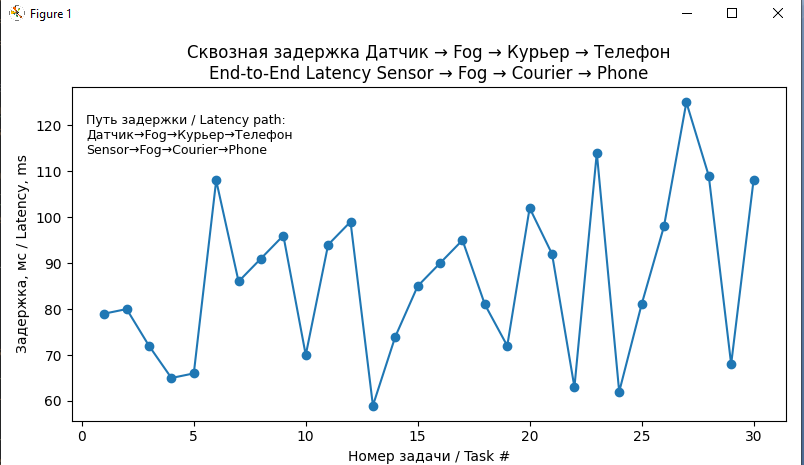 Figure 1
Сквозная задержка Датчик → Fog → Курьер → Телефон
End-to-End Latency Sensor → Fog → Courier → Phone
Путь задержки / Latency path:
Датчик→Fog→Курьер→Телефон
Sensor→Fog→Courier→Phone
Задержка, мс / Latency, ms
120
110
100
90
80
70
60
0 5 10 15 20 25 30
Номер задачи / Task #